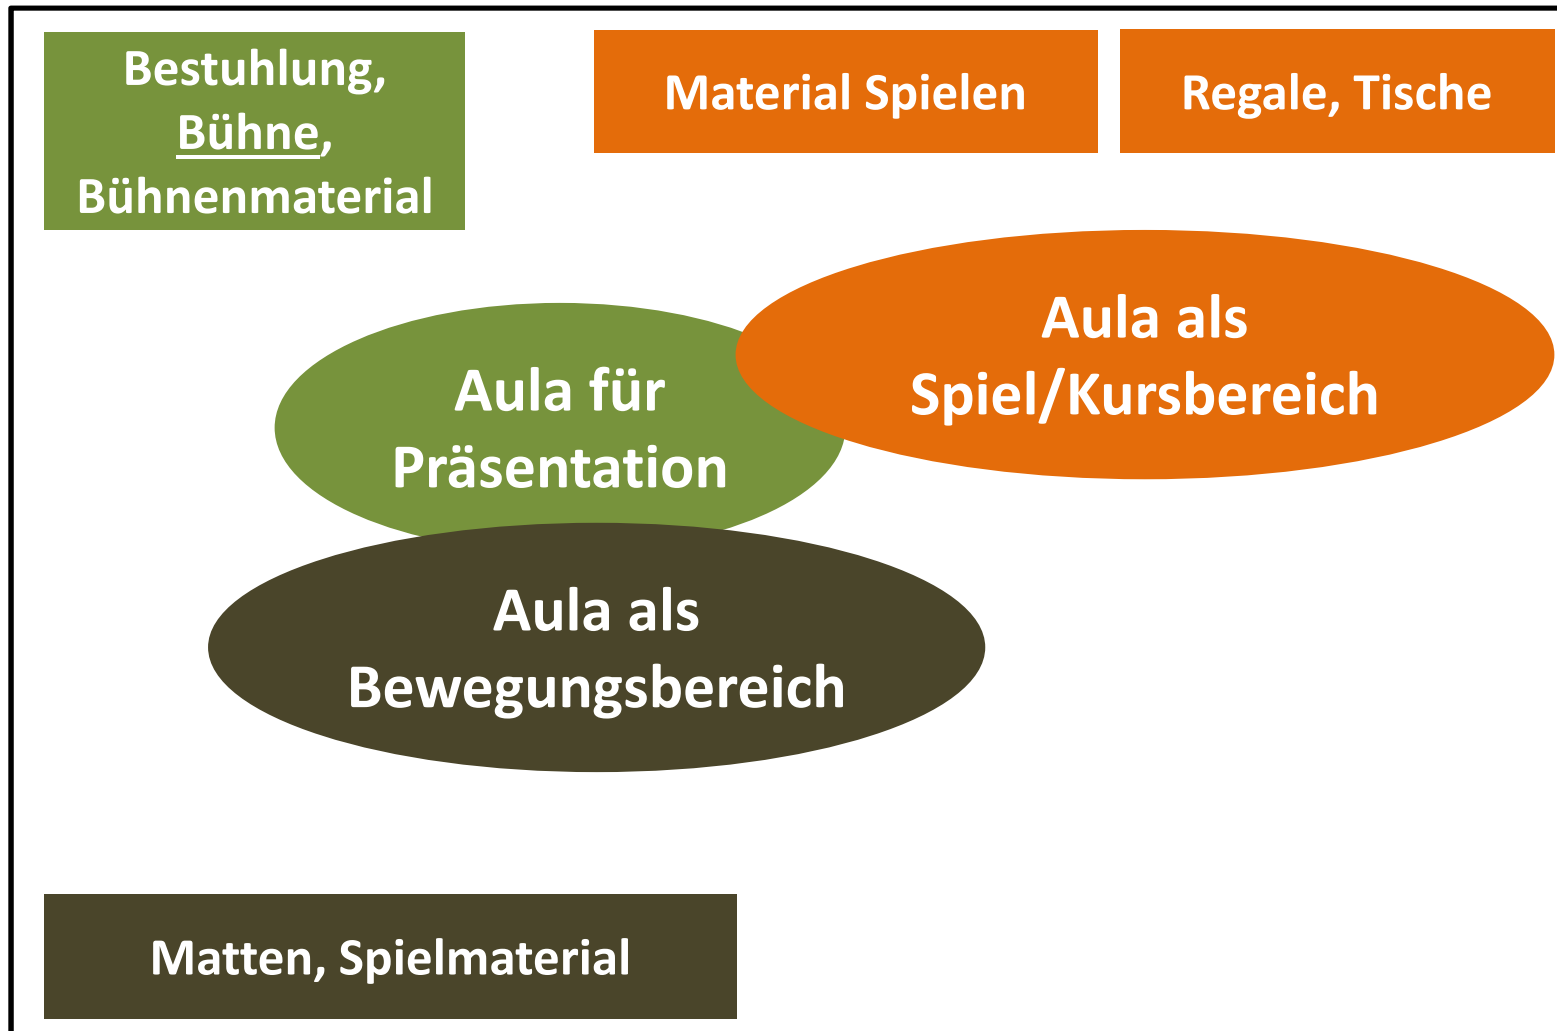 Bestuhlung,
Bühne,
Bühnenmaterial
Material Spielen
Regale, Tische
Aula als
Spiel/Kursbereich
Aula für
Präsentation
Aula als
Bewegungsbereich
Matten, Spielmaterial